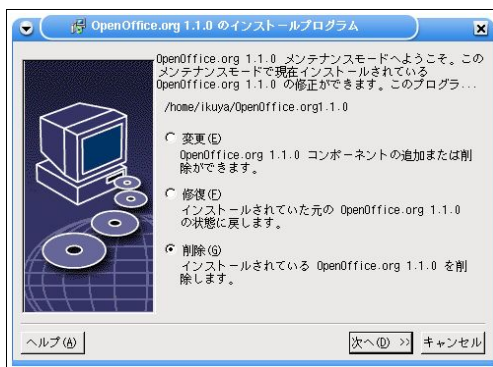 OpenOffice.org 1.1.0 のインストールプログラム
OpenOffice.org 1.1.0 メンテナンスモードへようこそ。この
メンテナンスモードで現在インストールされている
OpenOffice.org 1.1.0 の修正ができます。このプログラ...
/home/ikuya/OpenOffice.org1.1.0
変更(E)
OpenOffice.org 1.1.0 コンポーネントの追加または削
除ができます。
修復(F)
インストールされていた元の OpenOffice.org 1.1.0
の状態に戻します。
削除(G)
インストールされている OpenOffice.org 1.1.0 を削
除します。
ヘルプ(A)
次へ(D) >>
キャンセル